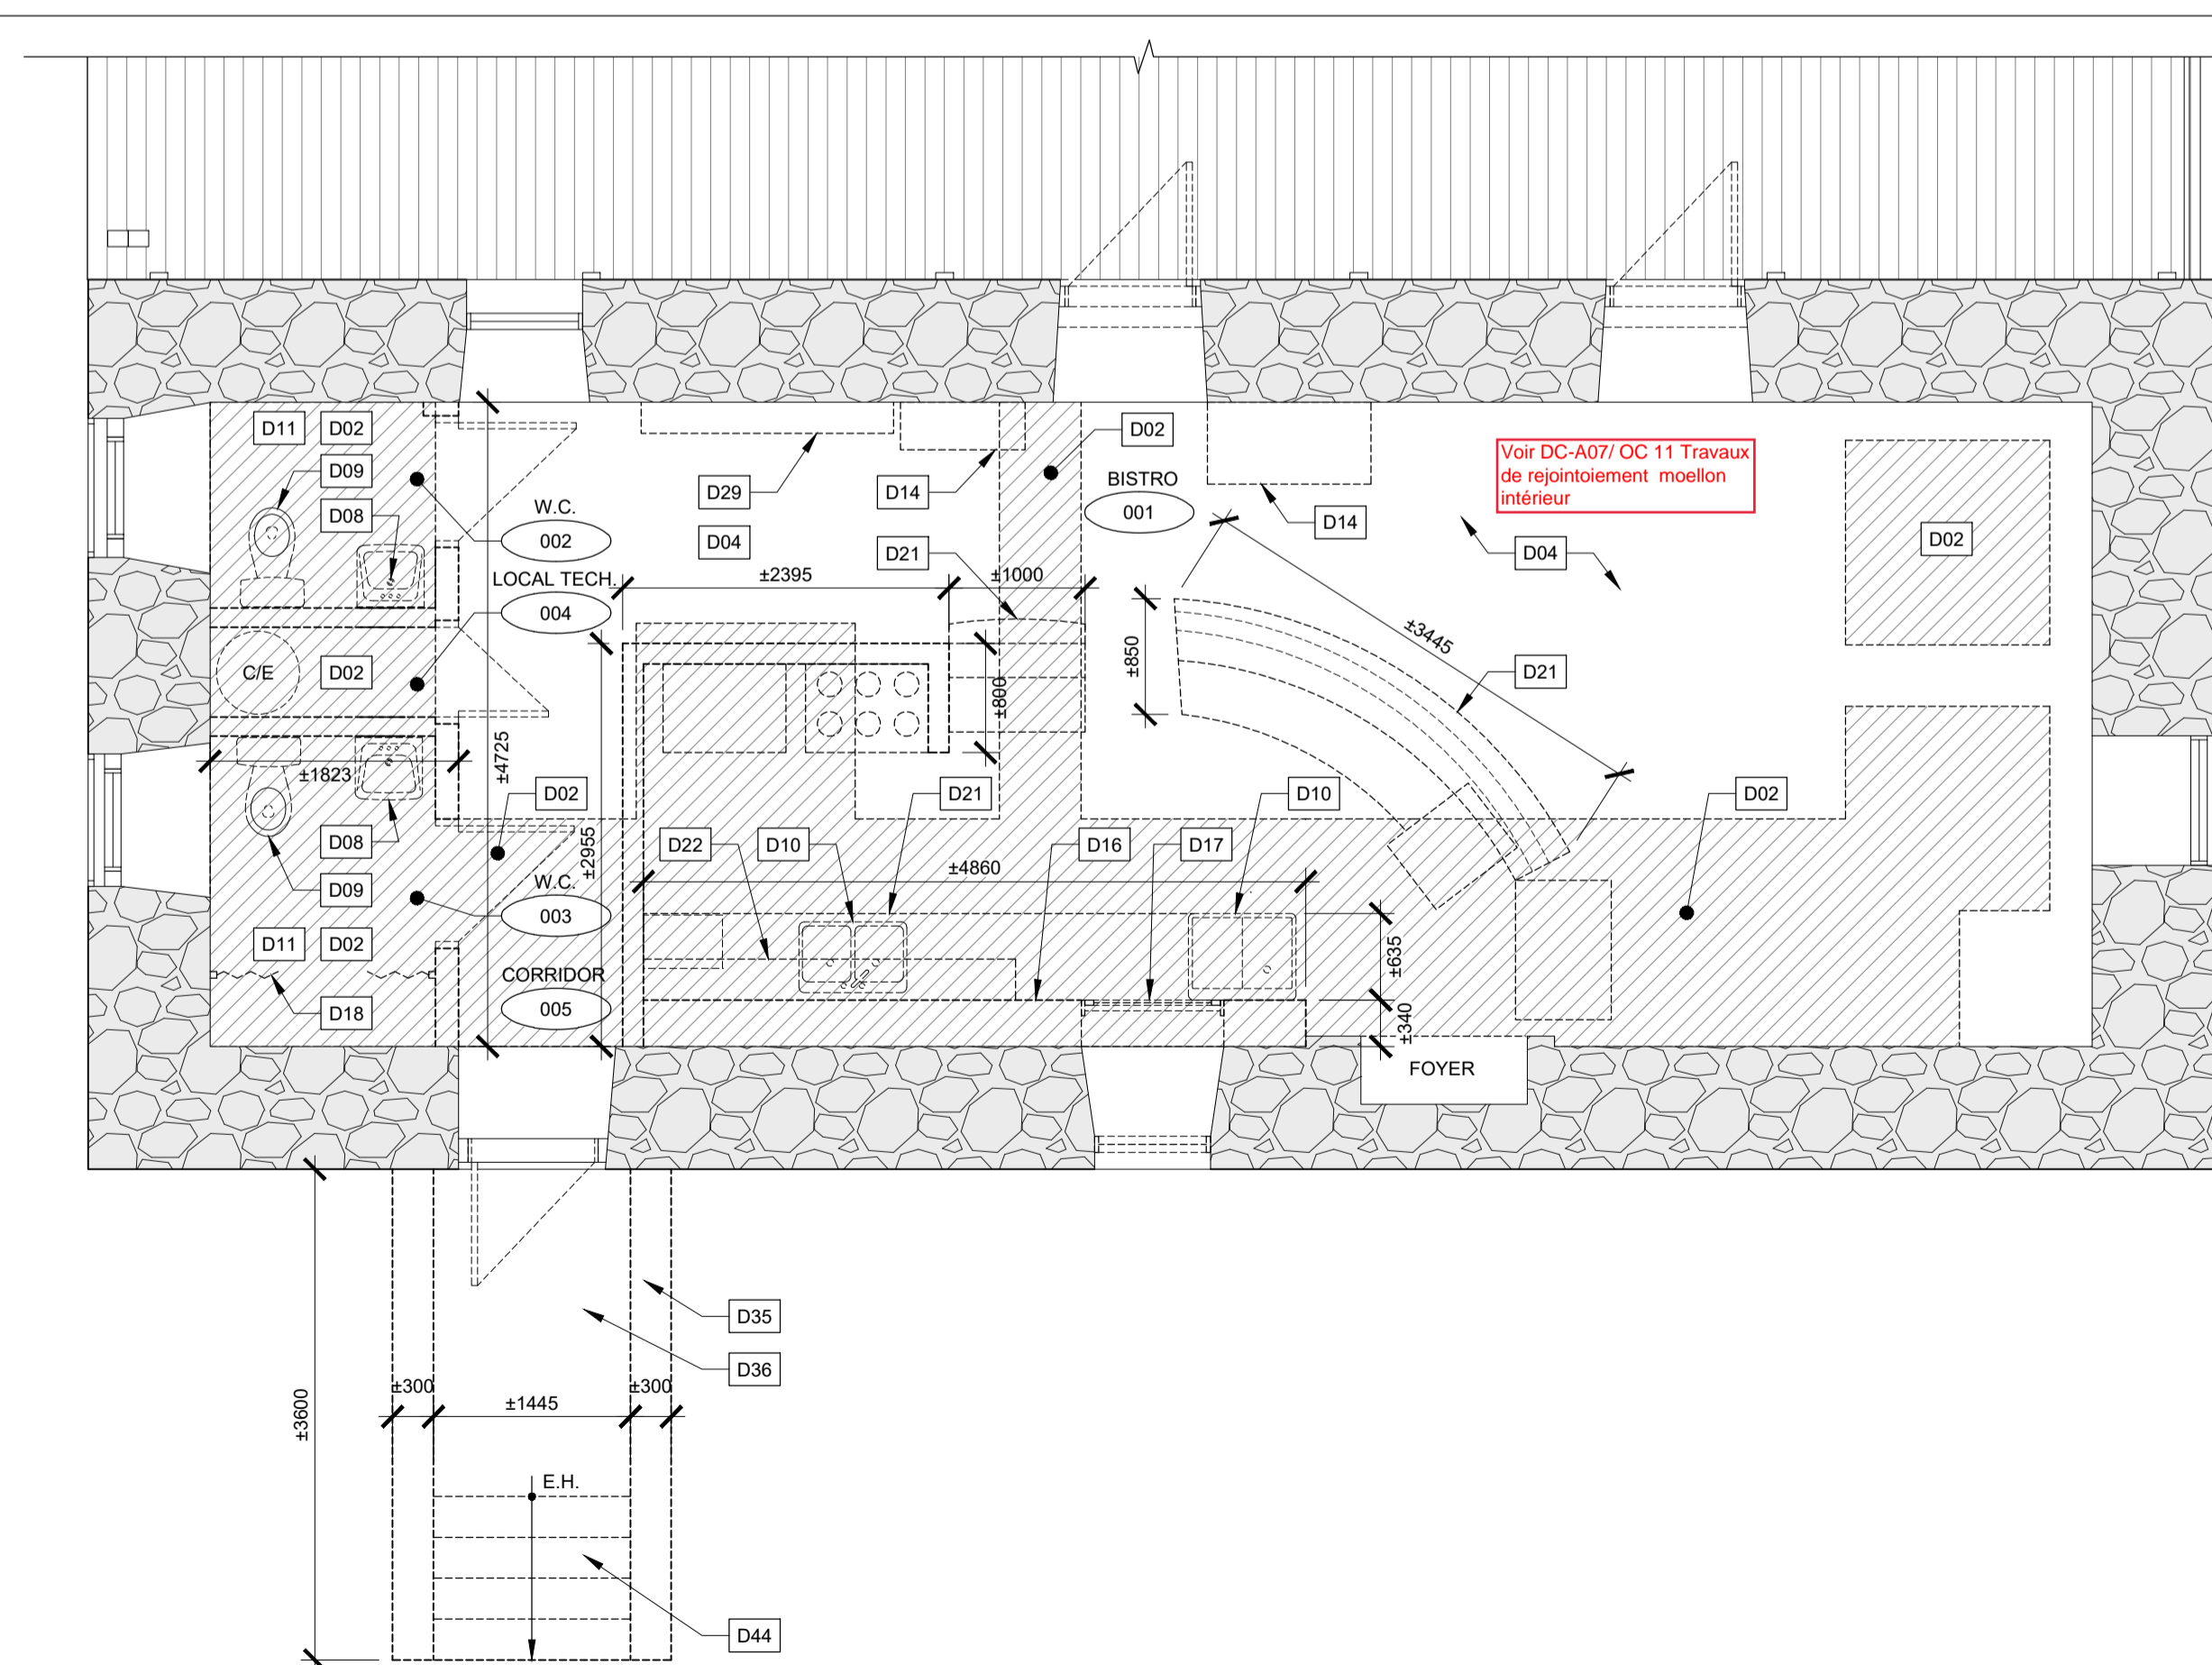 D11
D02
D09
D08
W.C.
002
LOCAL TECH.
004
D29
D04
D14
D21
D02
BISTRO
001
D14
Voir DC-A07/ OC 11 Travaux
de rejointoiement moellon
intérieur
D04
D02
±2395
±1000
±3445
±850
±800
D21
C/E
D02
±1823
±4725
D02
±2955
D22
D10
D21
D16
D17
D10
D02
±4860
D08
D09
W.C.
003
D11
D02
D18
CORRIDOR
005
±635
±340
FOYER
D35
D36
±300
±1445
±300
±3600
E.H.
D44